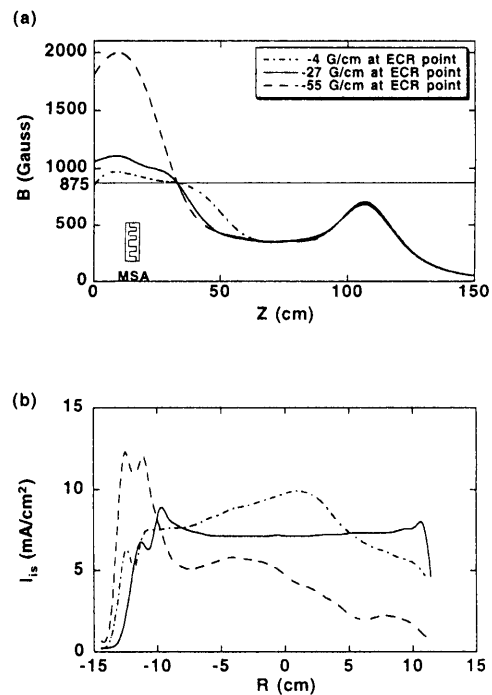 (a)
2000
1500
1000
875
500
0
B (Gauss)
-4 G/cm at ECR point
-27 G/cm at ECR point
-55 G/cm at ECR point
MSA
0
50
100
150
Z (cm)
(b)
15
10
5
0
I_is (mA/cm²)
-15
-10
-5
0
5
10
15
R (cm)